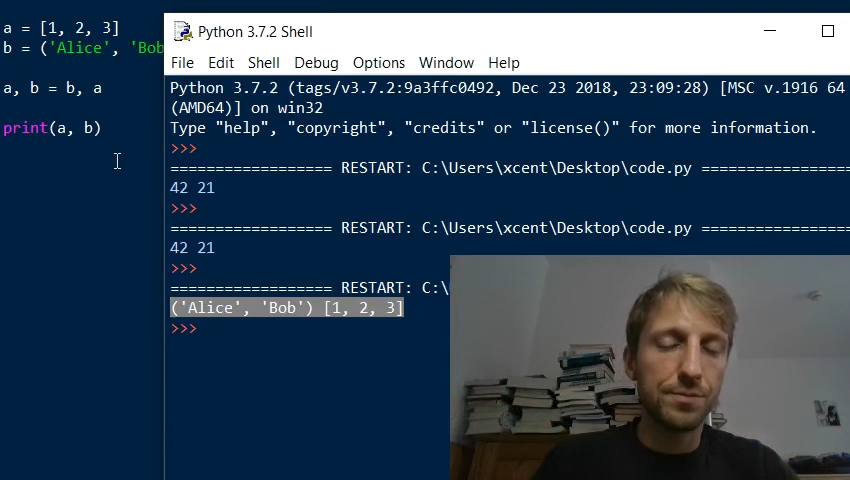 a = [1, 2, 3]
b = ('Alice', 'Bob
a, b = b, a
print(a, b)
Python 3.7.2 Shell
File Edit Shell Debug Options Window Help
Python 3.7.2 (tags/v3.7.2:9a3ffc0492, Dec 23 2018, 23:09:28) [MSC v.1916 64
(AMD64)] on win32
Type "help", "copyright", "credits" or "license()" for more information.
>>>
================== RESTART: C:\Users\xcent\Desktop\code.py ==================
42 21
>>>
================== RESTART: C:\Users\xcent\Desktop\code.py ==================
42 21
>>>
================== RESTART: C:\
('Alice', 'Bob') [1, 2, 3]
>>>